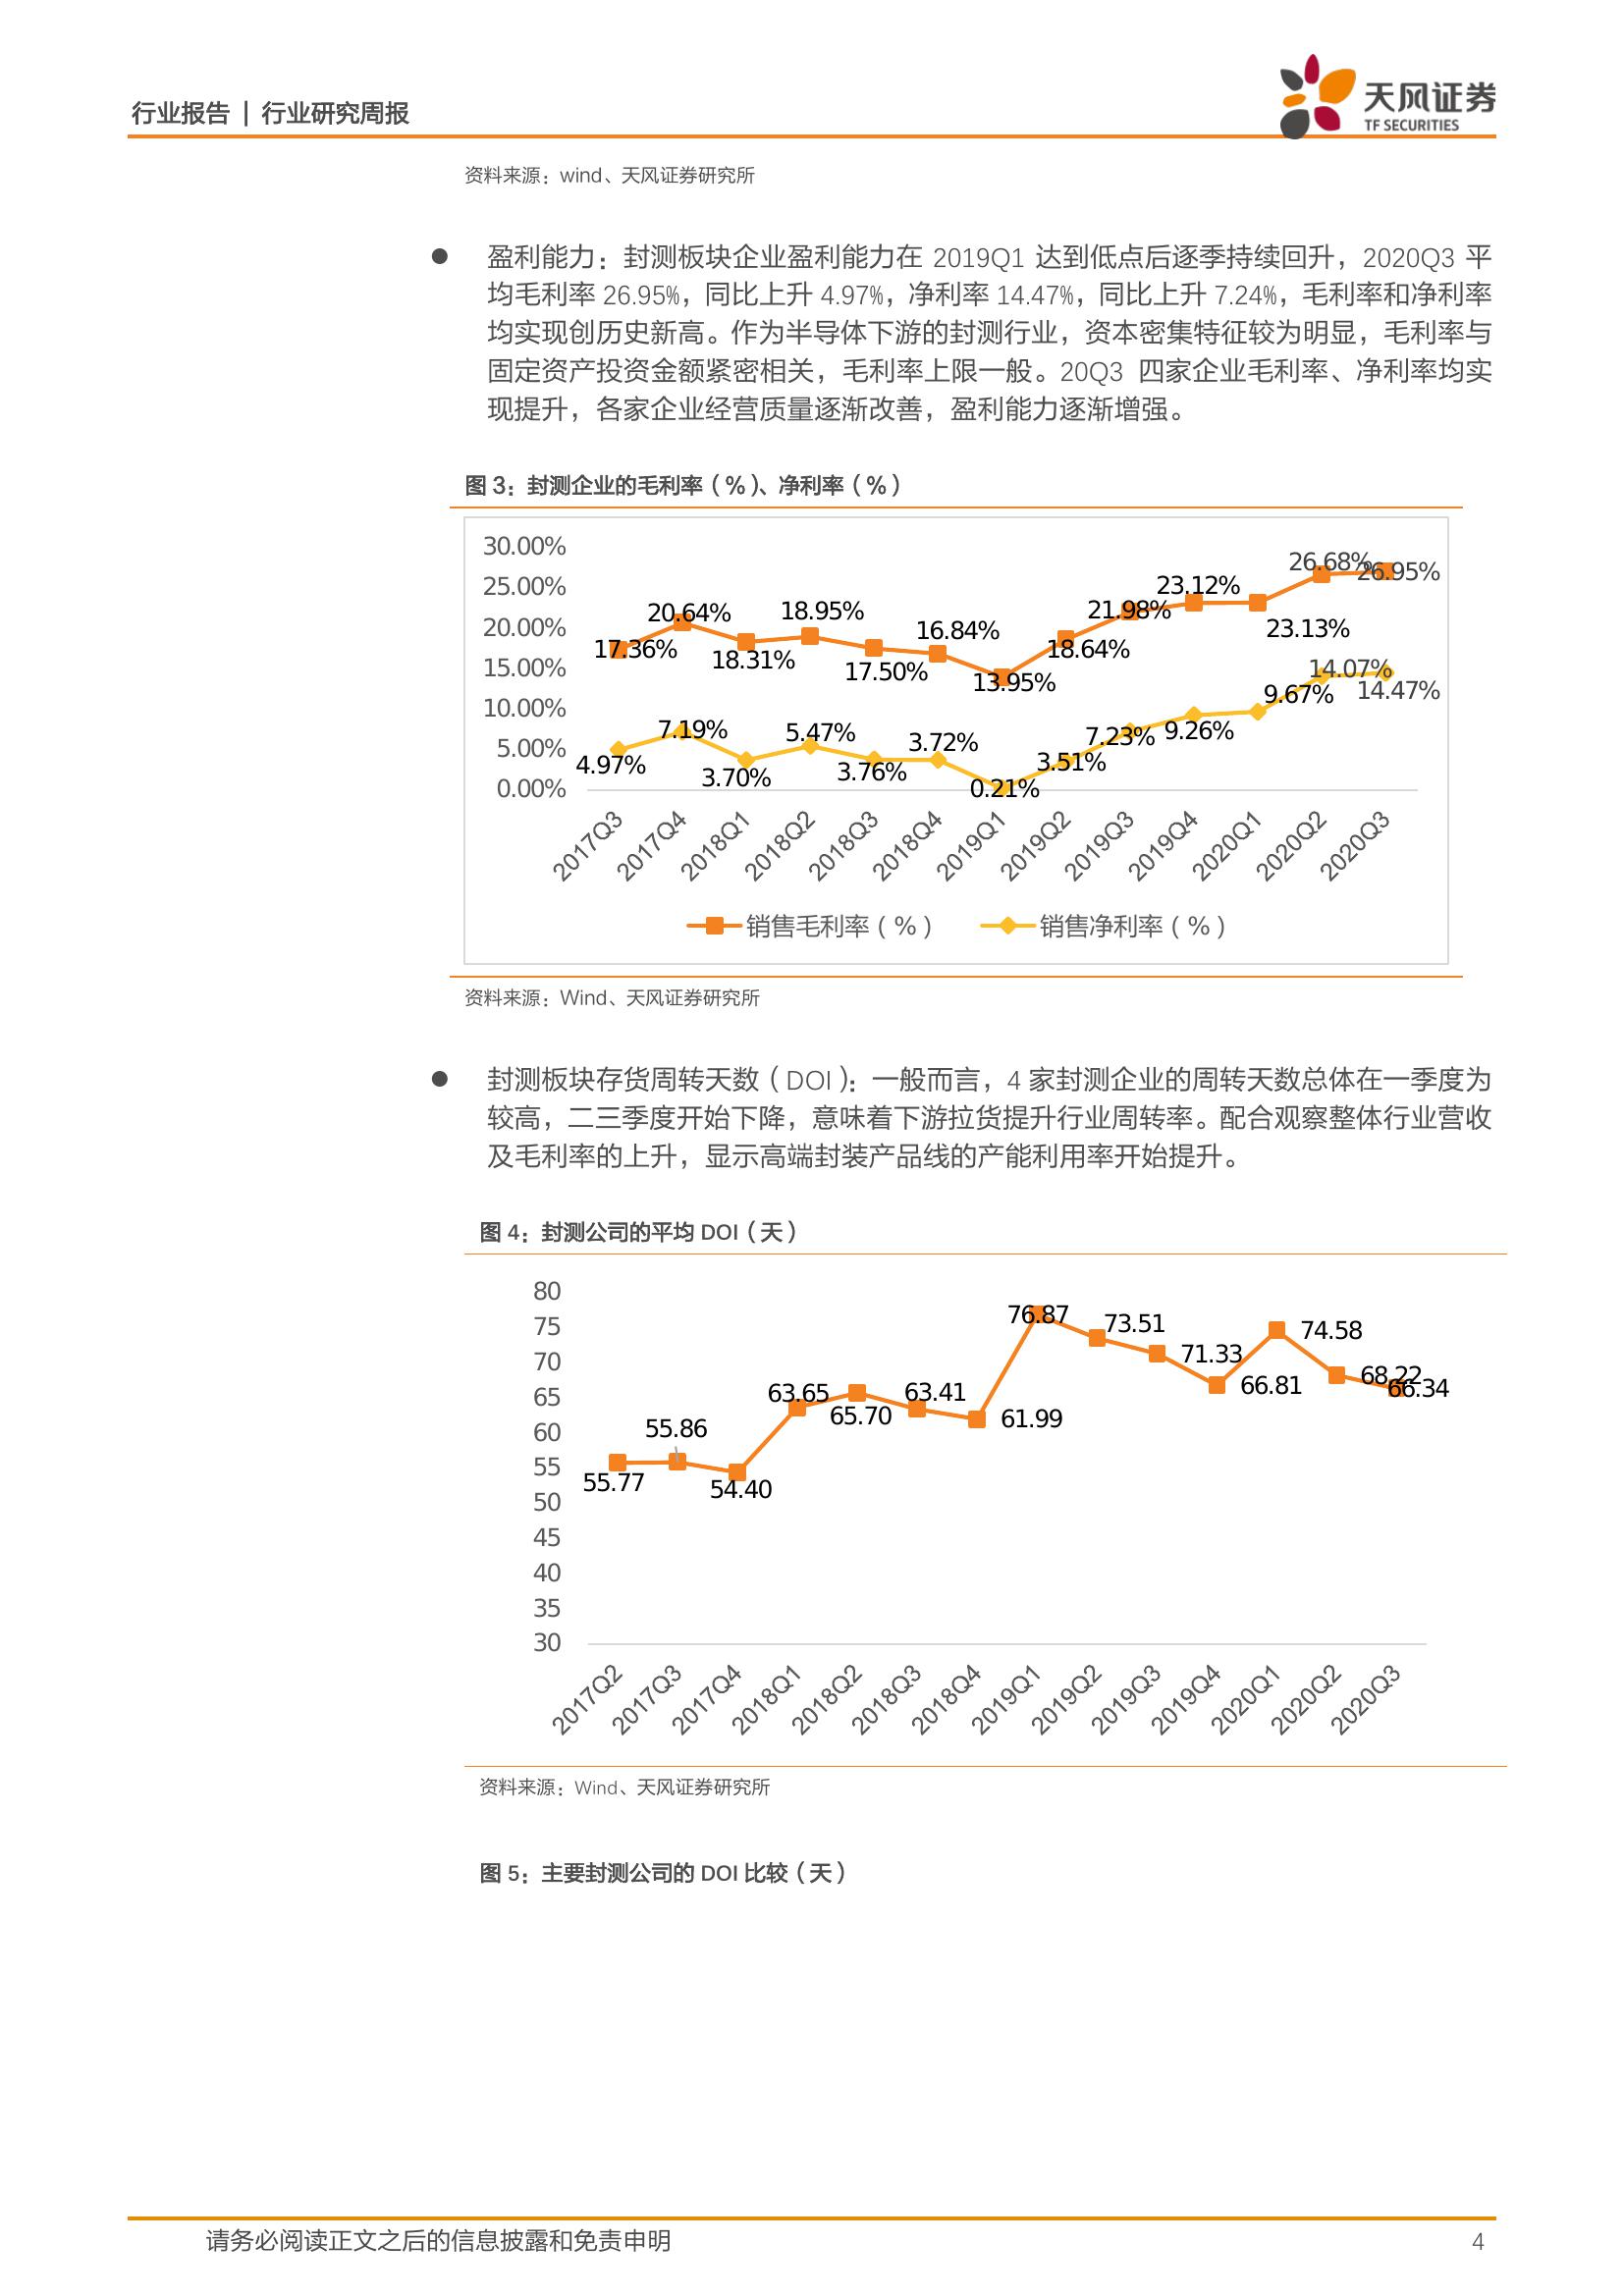 行业报告 | 行业研究周报
天风证券
TF SECURITIES
资料来源：wind、天风证券研究所
● 盈利能力：封测板块企业盈利能力在 2019Q1 达到低点后逐季持续回升，2020Q3 平
均毛利率 26.95%，同比上升 4.97%，净利率 14.47%，同比上升 7.24%，毛利率和净利率
均实现创历史新高。作为半导体下游的封测行业，资本密集特征较为明显，毛利率与
固定资产投资金额紧密相关，毛利率上限一般。20Q3 四家企业毛利率、净利率均实
现提升，各家企业经营质量逐渐改善，盈利能力逐渐增强。
图 3：封测企业的毛利率（%）、净利率（%）
30.00%
25.00%
20.00%
15.00%
10.00%
5.00%
0.00%
17.36%
20.64%
18.31%
18.95%
17.50%
16.84%
13.95%
18.64%
21.98%
23.12%
23.13%
26.68%
26.95%
4.97%
7.19%
3.70%
5.47%
3.76%
3.72%
0.21%
3.51%
7.23%
9.26%
9.67%
14.07%
14.47%
2017Q3
2017Q4
2018Q1
2018Q2
2018Q3
2018Q4
2019Q1
2019Q2
2019Q3
2019Q4
2020Q1
2020Q2
2020Q3
销售毛利率（%）
销售净利率（%）
资料来源：Wind、天风证券研究所
● 封测板块存货周转天数（DOI）：一般而言，4 家封测企业的周转天数总体在一季度为
较高，二三季度开始下降，意味着下游拉货提升行业周转率。配合观察整体行业营收
及毛利率的上升，显示高端封装产品线的产能利用率开始提升。
图 4：封测公司的平均 DOI（天）
80
75
70
65
60
55
50
45
40
35
30
55.77
55.86
54.40
63.65
65.70
63.41
61.99
76.87
73.51
71.33
66.81
74.58
68.22
66.34
2017Q2
2017Q3
2017Q4
2018Q1
2018Q2
2018Q3
2018Q4
2019Q1
2019Q2
2019Q3
2019Q4
2020Q1
2020Q2
2020Q3
资料来源：Wind、天风证券研究所
图 5：主要封测公司的 DOI 比较（天）
请务必阅读正文之后的信息披露和免责申明
4